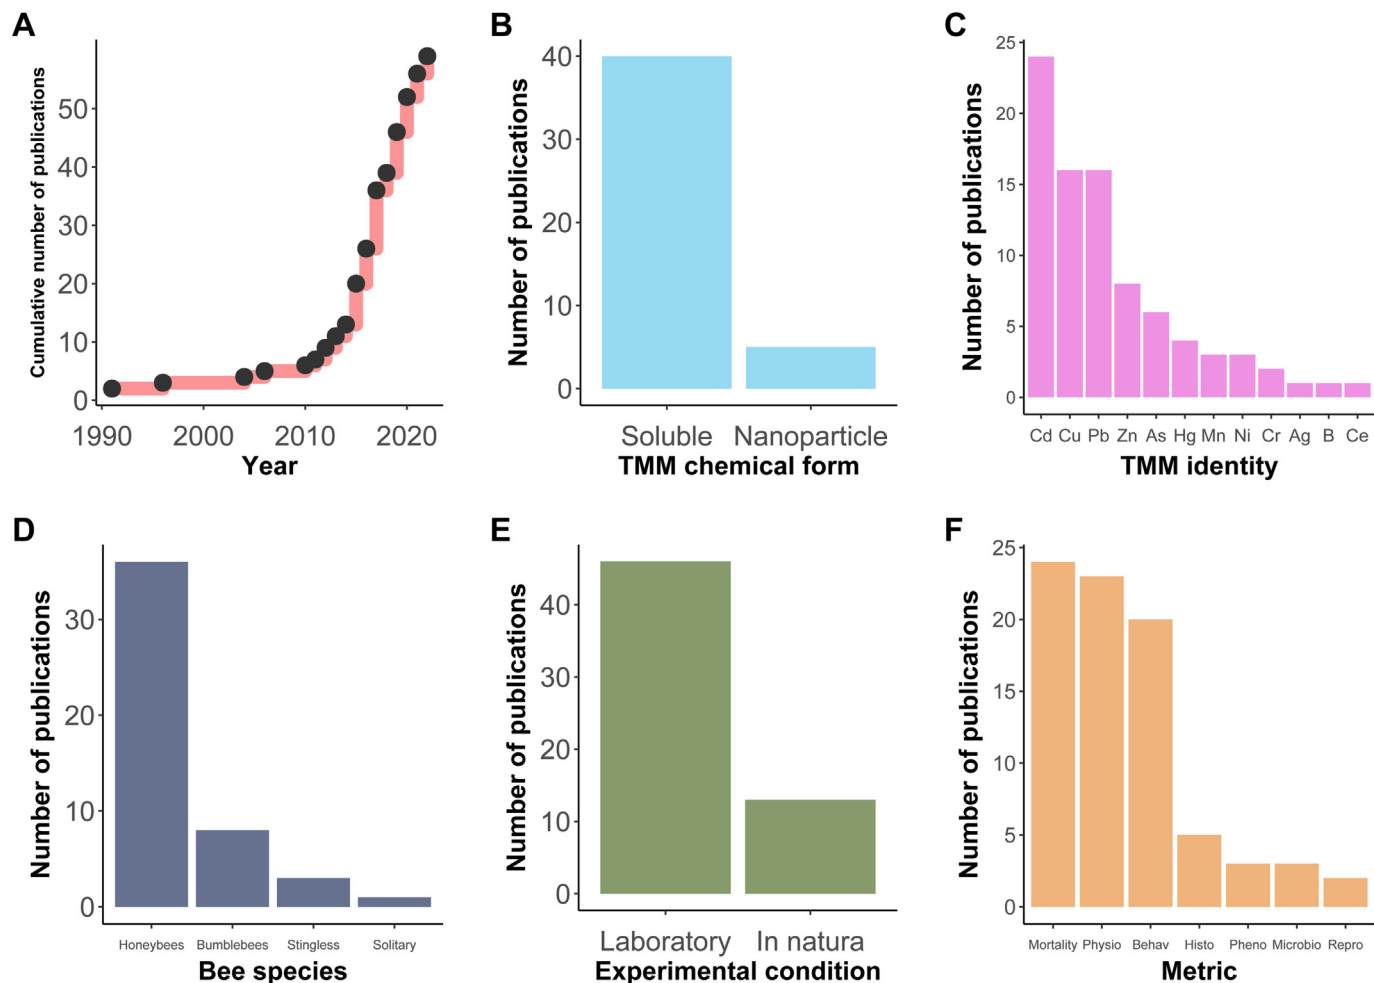 A
Cumulative number of publications
50
40
30
20
10
0
1990 2000 2010 2020
Year
B
Number of publications
40
30
20
10
0
Soluble Nanoparticle
TMM chemical form
C
Number of publications
25
20
15
10
5
0
Cd Cu Pb Zn As Hg Mn Ni Cr Ag B Ce
TMM identity
D
Number of publications
30
20
10
0
Honeybees Bumblebees Stingless Solitary
Bee species
E
Number of publications
40
30
20
10
0
Laboratory In natura
Experimental condition
F
Number of publications
25
20
15
10
5
0
Mortality Physio Behav Histo Pheno Microbio Repro
Metric